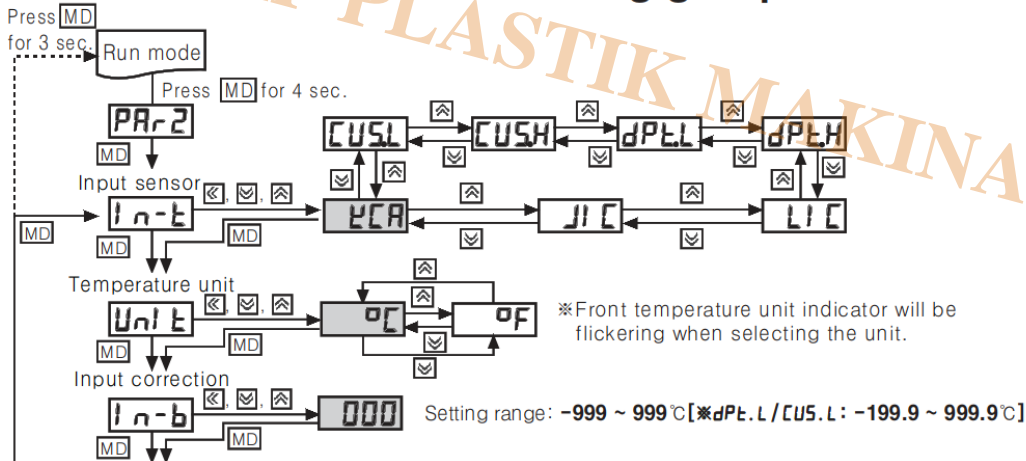 Press MD
for 3 sec.
Run mode
Press MD for 4 sec.
PAr2
MD
CUS.L
CUS.H
dPt.L
dPt.H
Input sensor
In-t
MD
MD
MD
KCA
JIC
LIC
Temperature unit
UnIt
MD
MD
°C
°F
※Front temperature unit indicator will be
flickering when selecting the unit.
Input correction
In-b
MD
MD
000
Setting range: -999 ~ 999℃[※dPt.L/CUS.L: -199.9 ~ 999.9℃]
PLASTIK MAKINA